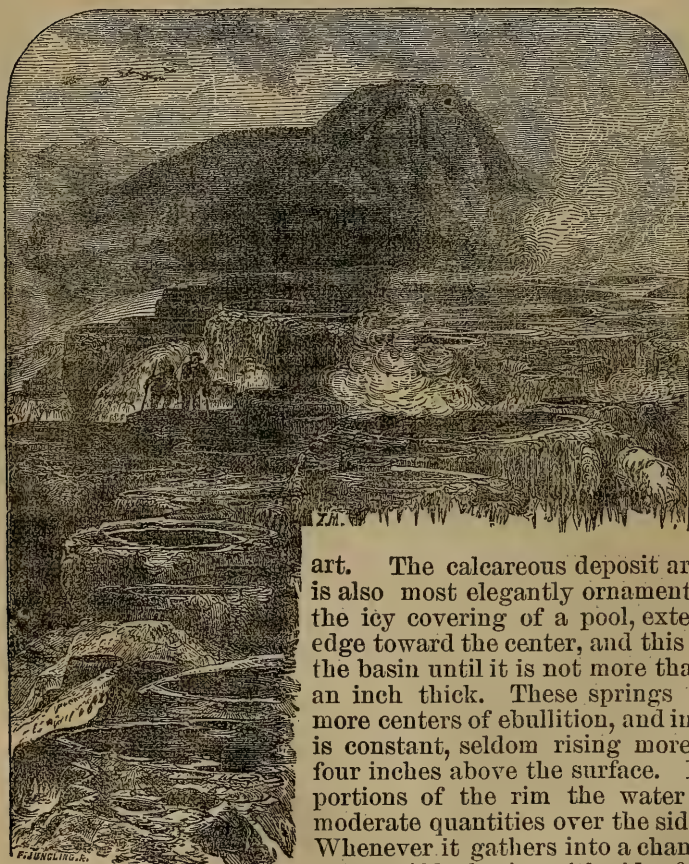 T.M.
art. The calcareous deposit ar
is also most elegantly ornament
the icy covering of a pool, exte
edge toward the center, and this
the basin until it is not more tha
an inch thick. These springs
more centers of ebullition, and in
is constant, seldom rising more
four inches above the surface.
portions of the rim the water
moderate quantities over the sid
Whenever it gathers into a chan
F. JUNGLING.